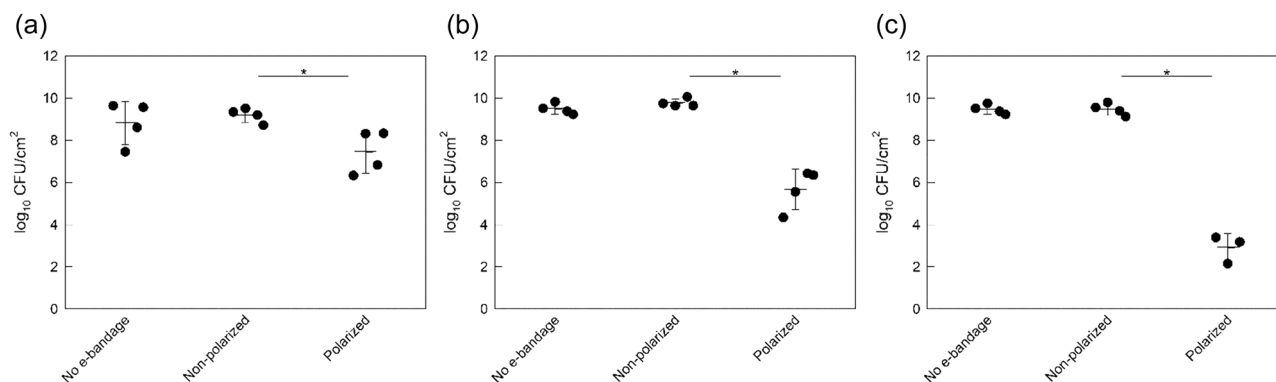 (a)
(b)
(c)
*
12
10
8
6
4
2
0
log10 CFU/cm2
No e-bandage
Non-polarized
Polarized
*
12
10
8
6
4
2
0
log10 CFU/cm2
No e-bandage
Non-polarized
Polarized
*
12
10
8
6
4
2
0
log10 CFU/cm2
No e-bandage
Non-polarized
Polarized